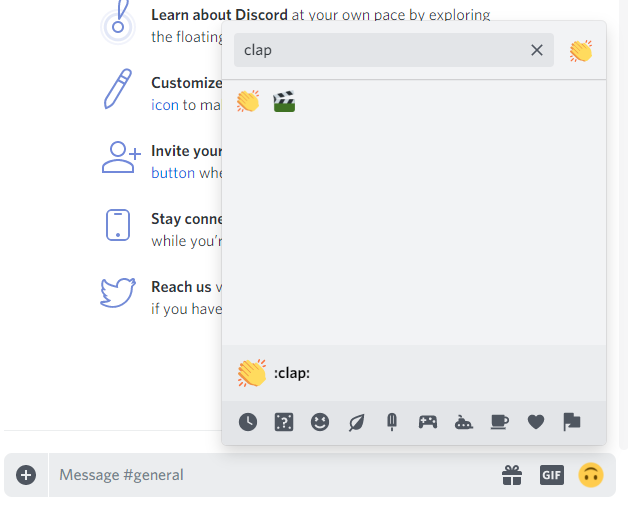 Learn about Discord at your own pace by exploring
the floating
clap
Customize
icon to ma
Invite your
button whe
Stay conne
while you'r
Reach us
if you have
:clap:
Message #general
GIF